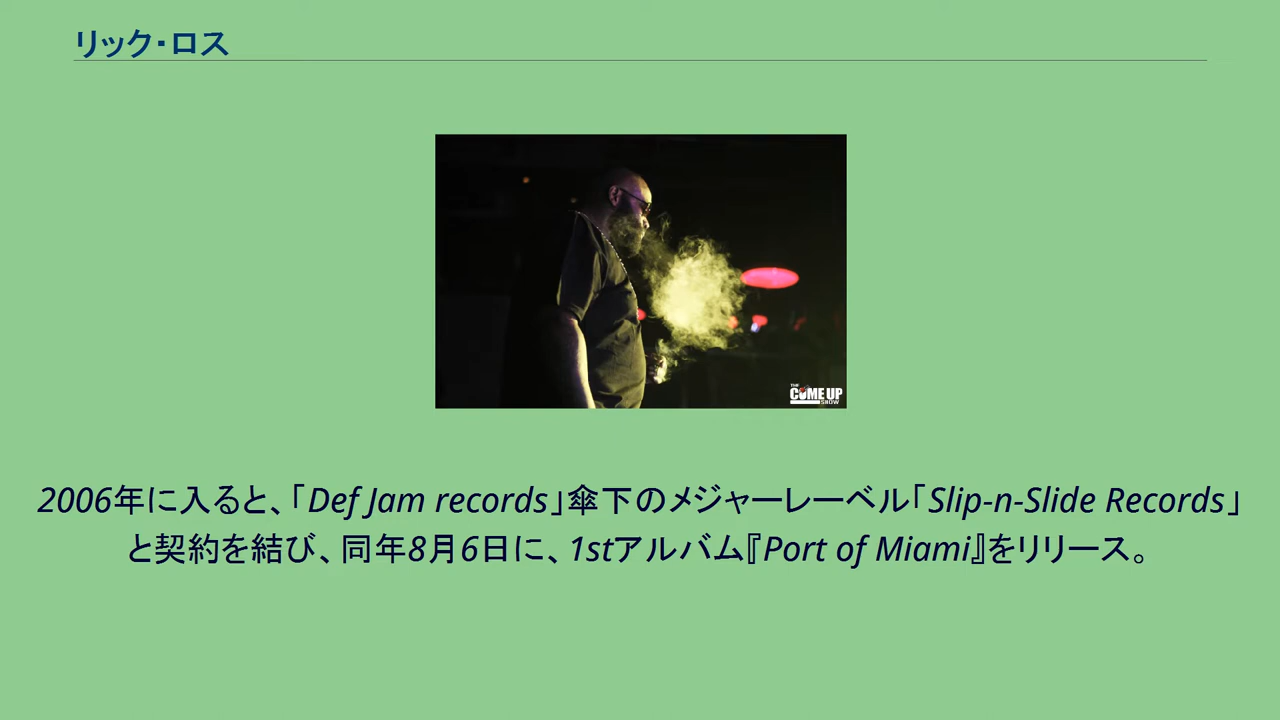 リック・ロス
THE
COME UP
SHOW
2006年に入ると、「Def Jam records」傘下のメジャーレーベル「Slip-n-Slide Records」
と契約を結び、同年8月6日に、1stアルバム『Port of Miami』をリリース。